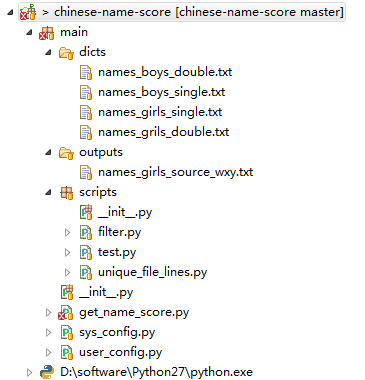 > chinese-name-score [chinese-name-score master]
main
dicts
names_boys_double.txt
names_boys_single.txt
names_girls_single.txt
names_grils_double.txt
outputs
names_girls_source_wxy.txt
scripts
__init__.py
filter.py
test.py
unique_file_lines.py
__init__.py
get_name_score.py
sys_config.py
user_config.py
D:\software\Python27\python.exe